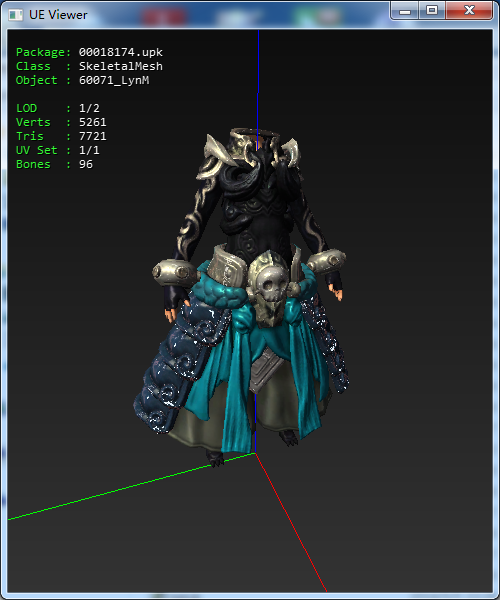 UE Viewer
Package: 00018174.upk
Class : SkeletalMesh
Object : 60071_LynM
LOD : 1/2
Verts : 5261
Tris : 7721
UV Set : 1/1
Bones : 96